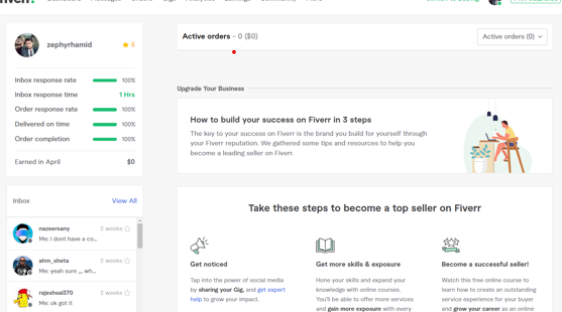 Active orders - 0 ($0)
Active orders (0)
zephyrhamid
5
Inbox response rate 100%
Inbox response time 1 Hrs
Order response rate 100%
Delivered on time 100%
Order completion 100%
Earned in April $0
Inbox View All
nazeersany 2 weeks
Me: i dont have a co...
2 weeks
Me: yeah sure ,, wh...
2 weeks
Me: ok got it
Upgrade Your Business
How to build your success on Fiverr in 3 steps
The key to your success on Fiverr is the brand you build for yourself through
your Fiverr reputation. We gathered some tips and resources to help you
become a leading seller on Fiverr.
Take these steps to become a top seller on Fiverr
Get noticed
Tap into the power of social media
by sharing your Gig, and get expert
help to grow your impact.
Get more skills & exposure
Hone your skills and expand your
knowledge with online courses.
You'll be able to offer more services
and gain more exposure with every
Become a successful seller!
Watch this free online course to
learn how to create an outstanding
service experience for your buyer
and grow your career as an online